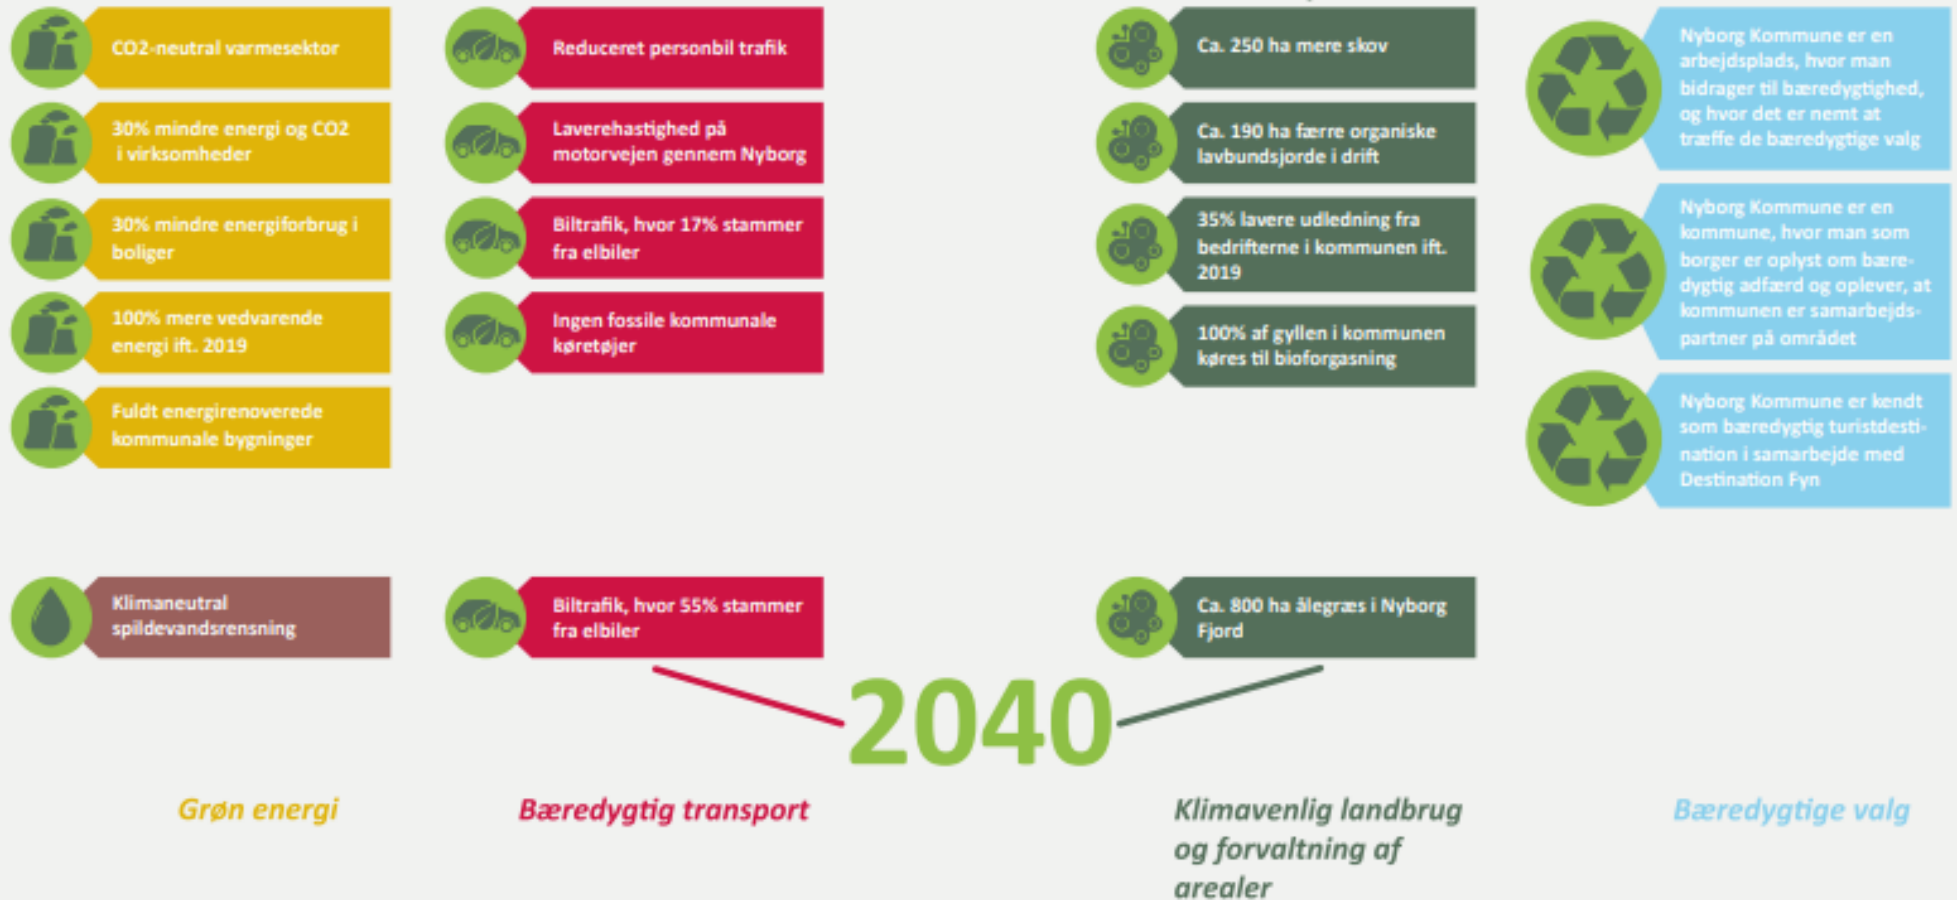 CO2-neutral varmesektor
30% mindre energi og CO2
i virksomheder
30% mindre energiforbrug i
boliger
100% mere vedvarende
energi ift. 2019
Fuldt energirenoverede
kommunale bygninger
Reduceret personbil trafik
Laverehastighed på
motorvejen gennem Nyborg
Biltrafik, hvor 17% stammer
fra elbiler
Ingen fossile kommunale
køretøjer
Ca. 250 ha mere skov
Ca. 190 ha færre organiske
lavbundsjorde i drift
35% lavere udledning fra
bedrifterne i kommunen ift.
2019
100% af gyllen i kommunen
køres til bioforgasning
Nyborg Kommune er en
arbejdsplads, hvor man
bidrager til bæredygtighed,
og hvor det er nemt at
træffe de bæredygtige valg
Nyborg Kommune er en
kommune, hvor man som
borger er oplyst om bære-
dygtig adfærd og oplever, at
kommunen er samarbejds-
partner på området
Nyborg Kommune er kendt
som bæredygtig turistdesti-
nation i samarbejde med
Destination Fyn
Klimaneutral
spildevandsrensning
Biltrafik, hvor 55% stammer
fra elbiler
Ca. 800 ha ålegræs i Nyborg
Fjord
2040
Grøn energi
Bæredygtig transport
Klimavenlig landbrug
og forvaltning af
arealer
Bæredygtige valg